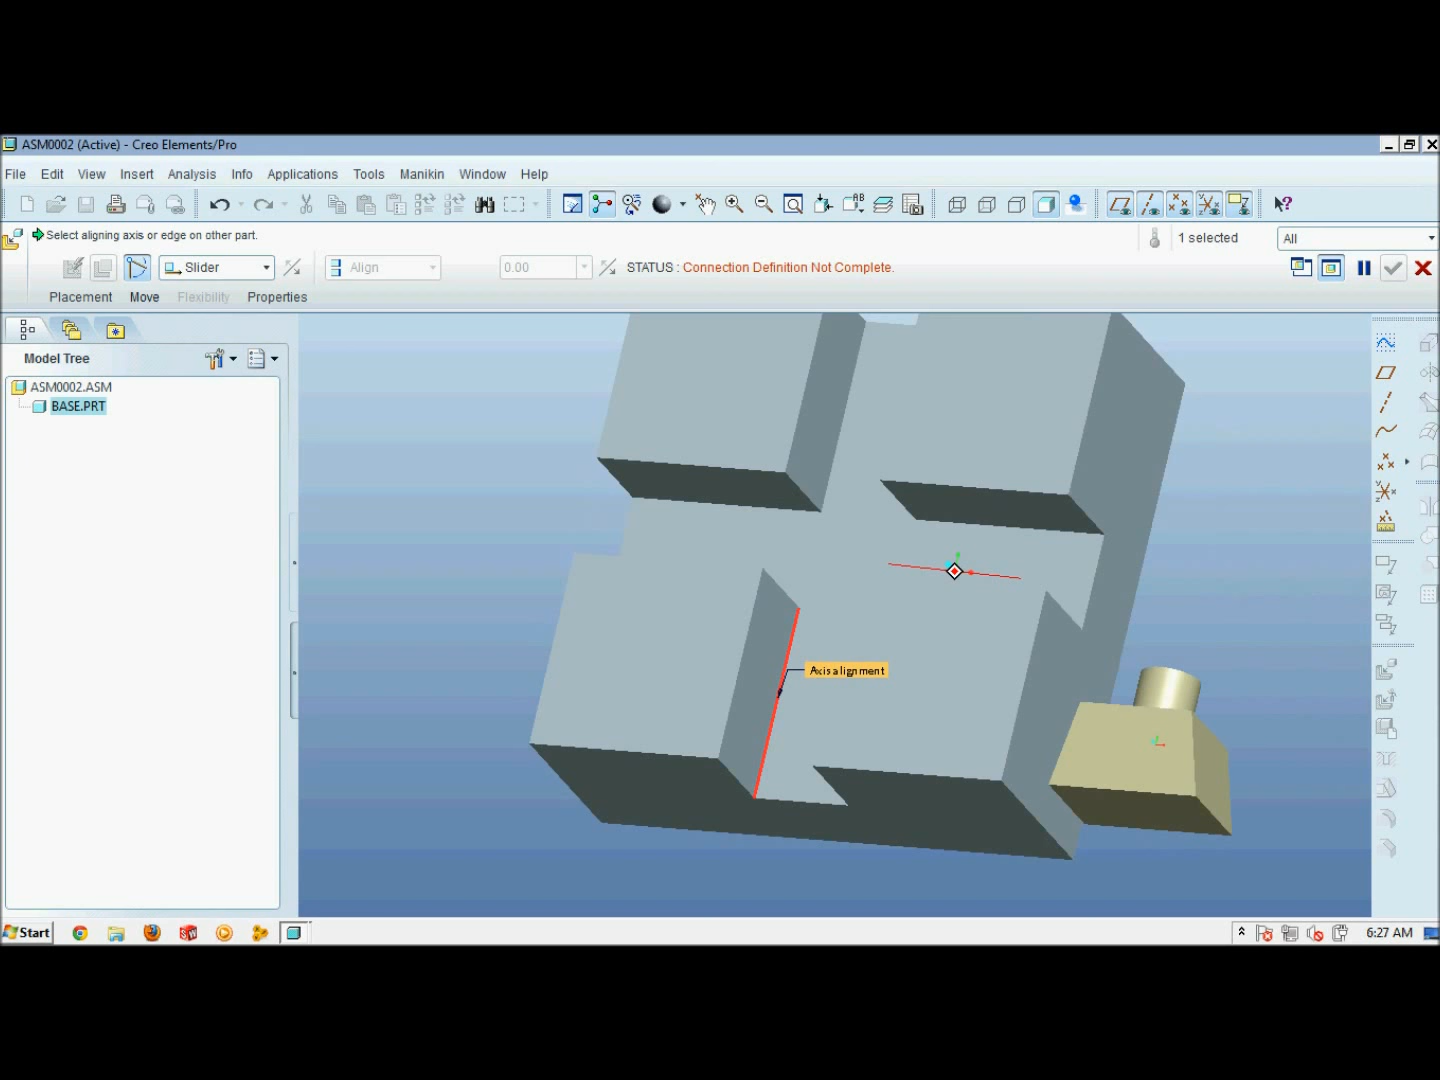 ASM0002 (Active) - Creo Elements/Pro
File Edit View Insert Analysis Info Applications Tools Manikin Window Help
Select aligning axis or edge on other part.
1 selected
All
Slider
Align
0.00
STATUS : Connection Definition Not Complete.
Placement Move Flexibility Properties
Model Tree
ASM0002.ASM
BASE.PRT
Axis alignment
Start
6:27 AM